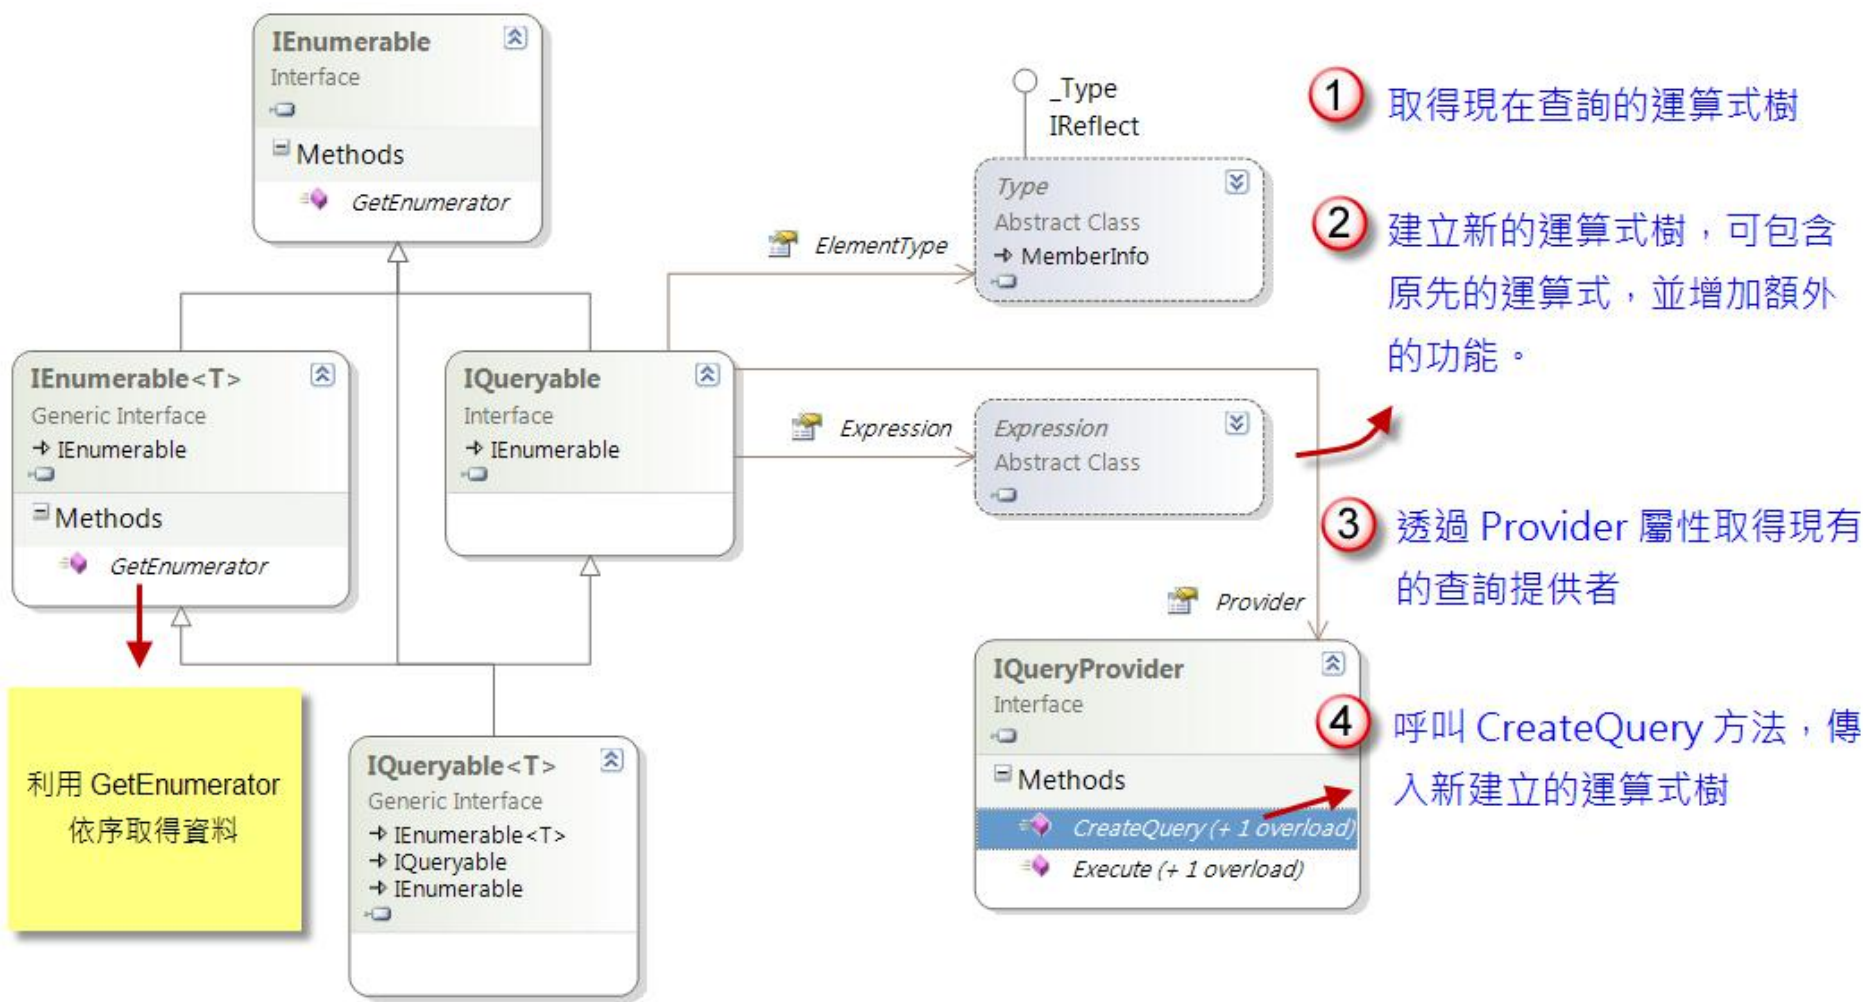 IEnumerable
Interface
Methods
GetEnumerator
_Type
IReflect
Type
Abstract Class
MemberInfo
ElementType
IEnumerable<T>
Generic Interface
IEnumerable
Methods
GetEnumerator
利用 GetEnumerator
依序取得資料
IQueryable
Interface
IEnumerable
Expression
Expression
Abstract Class
Provider
IQueryable<T>
Generic Interface
IEnumerable<T>
IQueryable
IEnumerable
IQueryProvider
Interface
Methods
CreateQuery (+ 1 overload)
Execute (+ 1 overload)
1 取得現在查詢的運算式樹
2 建立新的運算式樹，可包含
原先的運算式，並增加額外
的功能。
3 透過 Provider 屬性取得現有
的查詢提供者
4 呼叫 CreateQuery 方法，傳
入新建立的運算式樹